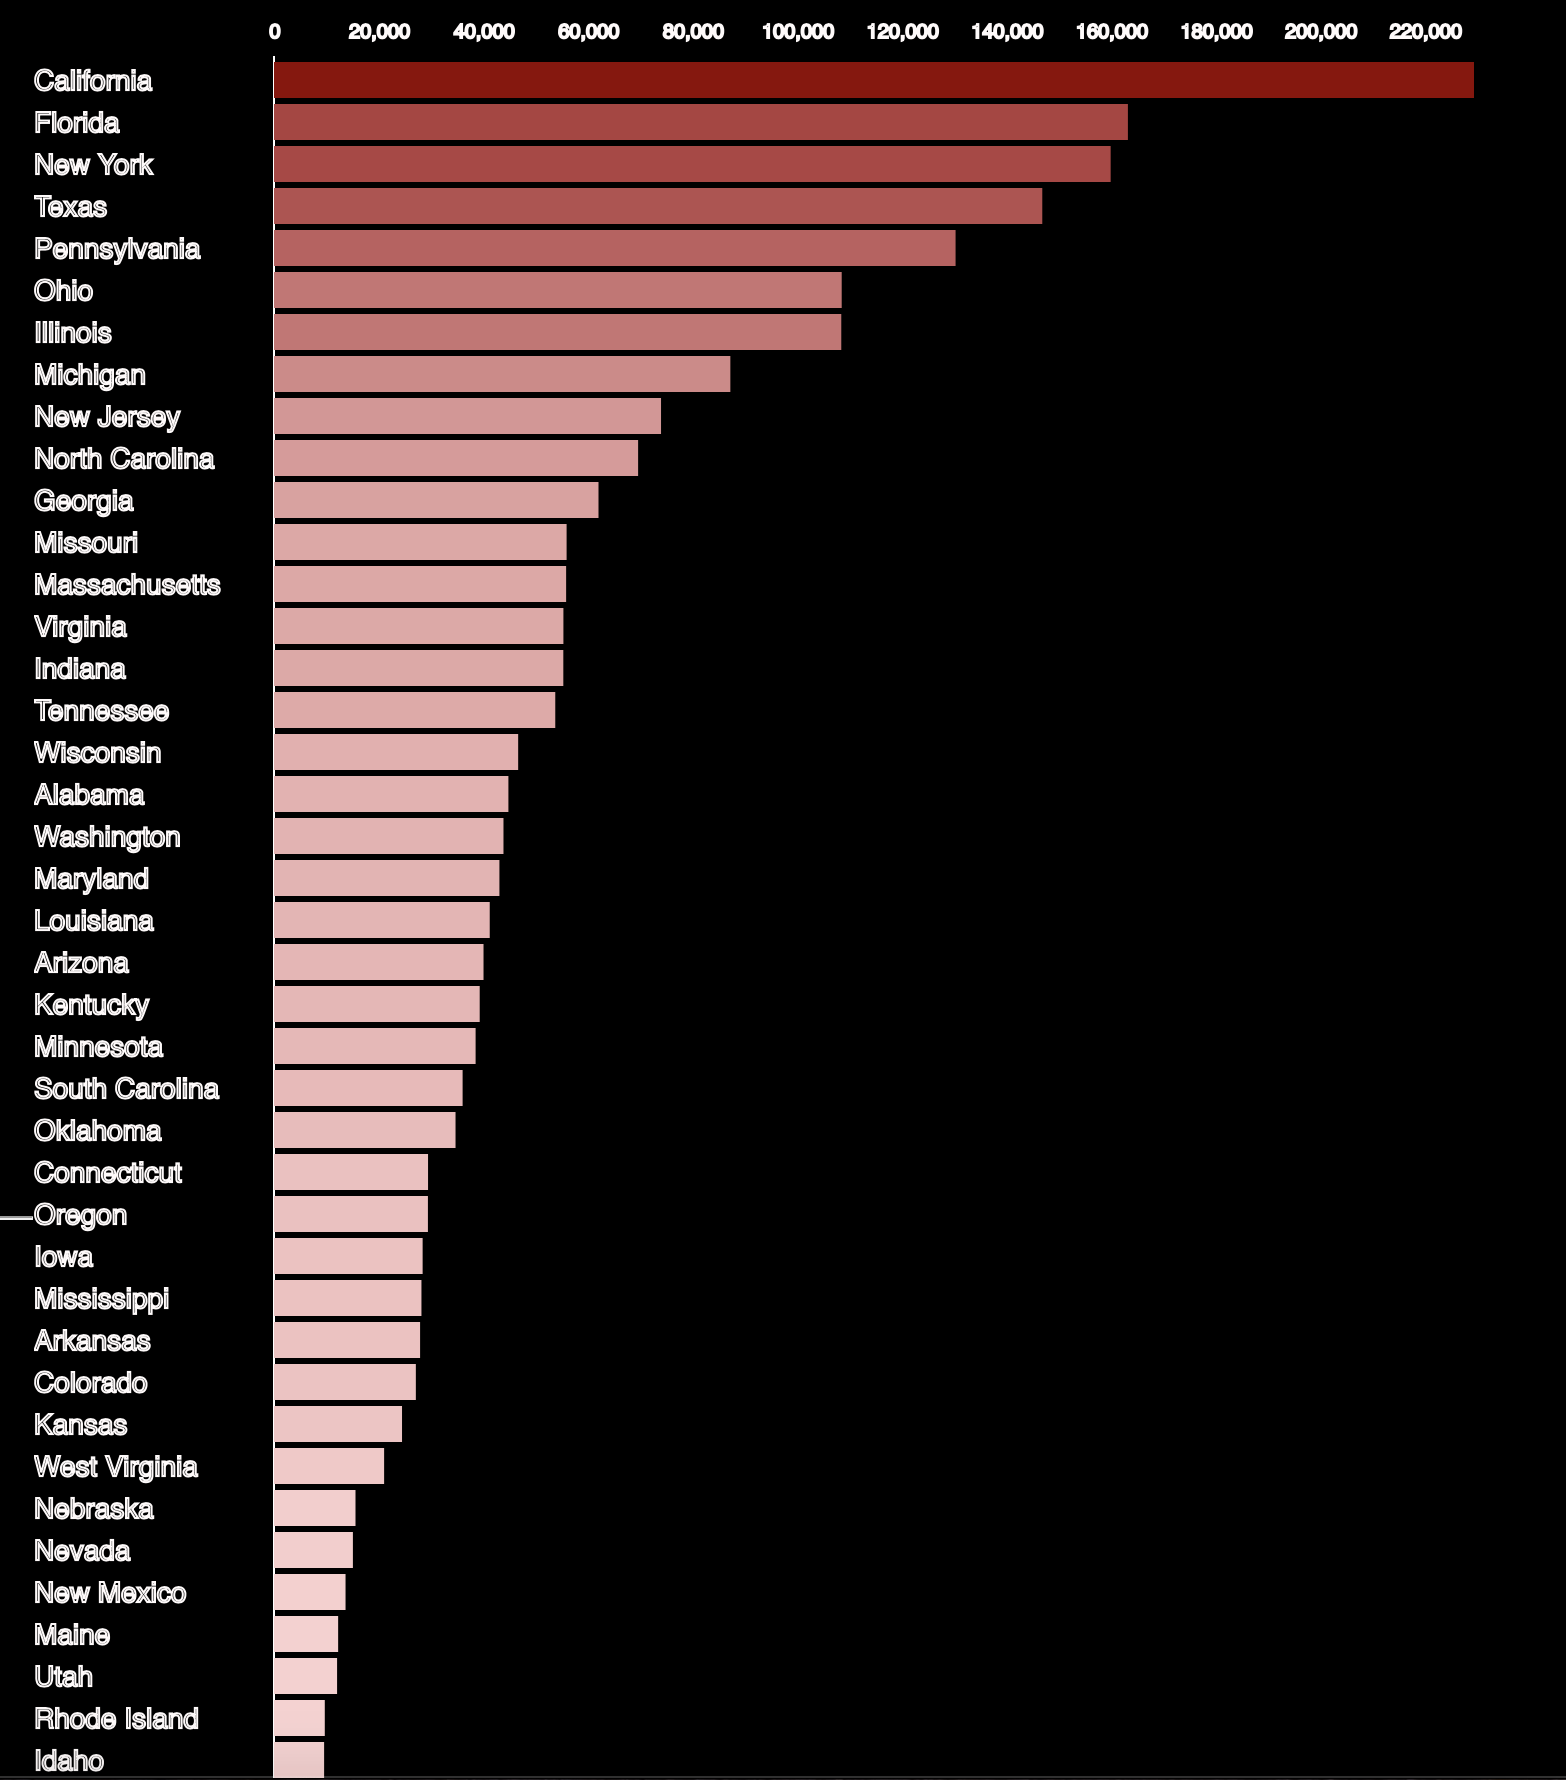 0 20,000 40,000 60,000 80,000 100,000 120,000 140,000 160,000 180,000 200,000 220,000
California
Florida
New York
Texas
Pennsylvania
Ohio
Illinois
Michigan
New Jersey
North Carolina
Georgia
Missouri
Massachusetts
Virginia
Indiana
Tennessee
Wisconsin
Alabama
Washington
Maryland
Louisiana
Arizona
Kentucky
Minnesota
South Carolina
Oklahoma
Connecticut
Oregon
Iowa
Mississippi
Arkansas
Colorado
Kansas
West Virginia
Nebraska
Nevada
New Mexico
Maine
Utah
Rhode Island
Idaho